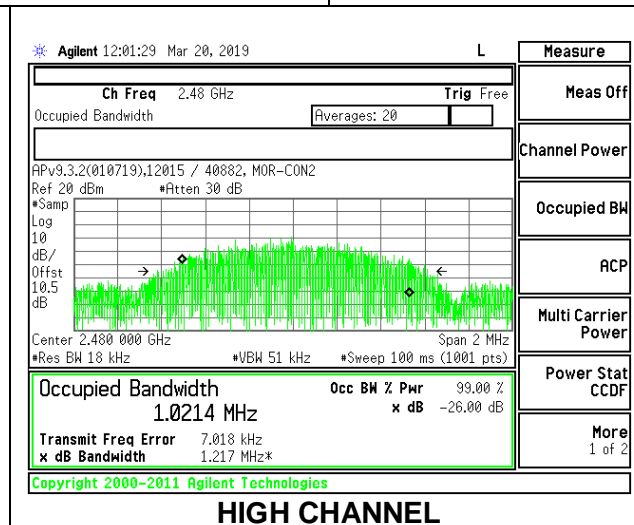 Agilent 12:01:29 Mar 20, 2019 L
Measure
Ch Freq 2.48 GHz Trig Free
Occupied Bandwidth Averages: 20
APv9.3.2(010719),12015 / 40882, MOR-CON2
Ref 20 dBm #Atten 30 dB
#Samp
Log
10
dB/
Offst
10.5
dB
Center 2.480 000 GHz Span 2 MHz
#Res BW 18 kHz #VBW 51 kHz #Sweep 100 ms (1001 pts)
Occupied Bandwidth Occ BW % Pwr 99.00 %
1.0214 MHz x dB -26.00 dB
Transmit Freq Error 7.018 kHz
x dB Bandwidth 1.217 MHz*
Copyright 2000-2011 Agilent Technologies
Meas Off
Channel Power
Occupied BW
ACP
Multi Carrier
Power
Power Stat
CCDF
More
1 of 2
HIGH CHANNEL